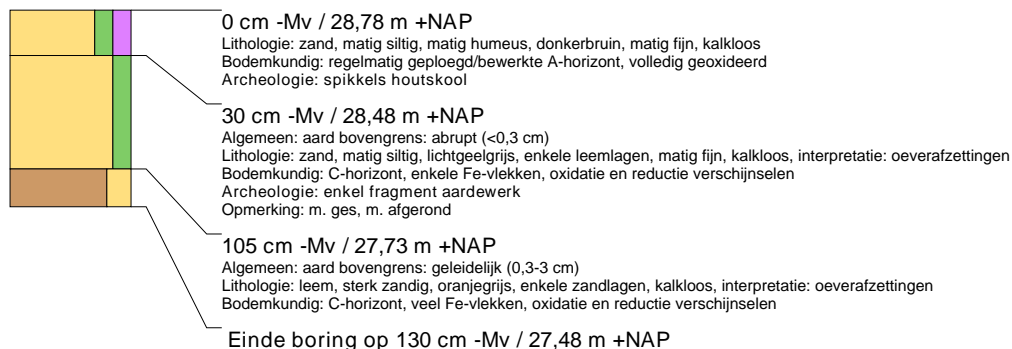 0 cm -Mv / 28,78 m +NAP
Lithologie: zand, matig siltig, matig humeus, donkerbruin, matig fijn, kalkloos
Bodemkundig: regelmatig geploegd/bewerkte A-horizont, volledig geoxideerd
Archeologie: spikkels houtskool
30 cm -Mv / 28,48 m +NAP
Algemeen: aard bovengrens: abrupt (<0,3 cm)
Lithologie: zand, matig siltig, lichtgeelgrijs, enkele leemlagen, matig fijn, kalkloos, interpretatie: oeverafzettingen
Bodemkundig: C-horizont, enkele Fe-vlekken, oxidatie en reductie verschijnselen
Archeologie: enkel fragment aardewerk
Opmerking: m. ges, m. afgerond
105 cm -Mv / 27,73 m +NAP
Algemeen: aard bovengrens: geleidelijk (0,3-3 cm)
Lithologie: leem, sterk zandig, oranjegrijs, enkele zandlagen, kalkloos, interpretatie: oeverafzettingen
Bodemkundig: C-horizont, veel Fe-vlekken, oxidatie en reductie verschijnselen
Einde boring op 130 cm -Mv / 27,48 m +NAP